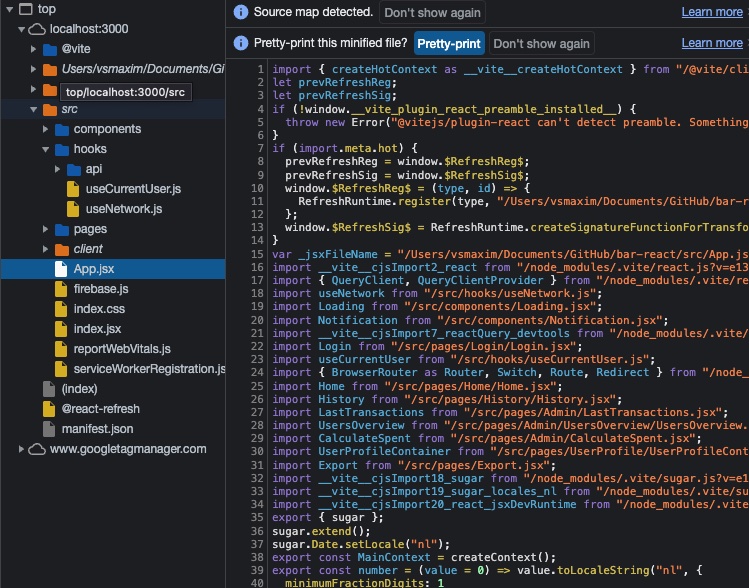 top
localhost:3000
@vite
Users/vsmaxim/Documents/Gi
top/localhost:3000/src
src
components
hooks
api
useCurrentUser.js
useNetwork.js
pages
client
App.jsx
firebase.js
index.css
index.jsx
reportWebVitals.js
serviceWorkerRegistration.js
(index)
@react-refresh
manifest.json
www.googletagmanager.com
Source map detected. Don't show again Learn more
Pretty-print this minified file? Pretty-print Don't show again Learn more
1 import { createHotContext as __vite__createHotContext } from "/@vite/cli
2 let prevRefreshReg;
3 let prevRefreshSig;
4 if (!window.__vite_plugin_react_preamble_installed__) {
5 throw new Error("@vitejs/plugin-react can't detect preamble. Something
6 }
7 if (import.meta.hot) {
8 prevRefreshReg = window.$RefreshReg$;
9 prevRefreshSig = window.$RefreshSig$;
10 window.$RefreshReg$ = (type, id) => {
11 RefreshRuntime.register(type, "/Users/vsmaxim/Documents/GitHub/bar-r
12 };
13 window.$RefreshSig$ = RefreshRuntime.createSignatureFunctionForTransfo
14 }
15 var _jsxFileName = "/Users/vsmaxim/Documents/GitHub/bar-react/src/App.js
16 import __vite__cjsImport2_react from "/node_modules/.vite/react.js?v=e13
17 import { QueryClient, QueryClientProvider } from "/node_modules/.vite/re
18 import useNetwork from "/src/hooks/useNetwork.js";
19 import Loading from "/src/components/Loading.jsx";
20 import Notification from "/src/components/Notification.jsx";
21 import __vite__cjsImport7_reactQuery_devtools from "/node_modules/.vite/
22 import Login from "/src/pages/Login/Login.jsx";
23 import useCurrentUser from "/src/hooks/useCurrentUser.js";
24 import { BrowserRouter as Router, Switch, Route, Redirect } from "/node_
25 import Home from "/src/pages/Home/Home.jsx";
26 import History from "/src/pages/History/History.jsx";
27 import LastTransactions from "/src/pages/Admin/LastTransactions.jsx";
28 import UsersOverview from "/src/pages/Admin/UsersOverview/UsersOverview.
29 import CalculateSpent from "/src/pages/Admin/CalculateSpent.jsx";
30 import UserProfileContainer from "/src/pages/UserProfile/UserProfileCont
31 import Export from "/src/pages/Export.jsx";
32 import __vite__cjsImport18_sugar from "/node_modules/.vite/sugar.js?v=e1
33 import __vite__cjsImport19_sugar_locales_nl from "/node_modules/.vite/su
34 import __vite__cjsImport20_react_jsxDevRuntime from "/node_modules/.vite
35 export { sugar };
36 sugar.extend();
37 sugar.Date.setLocale("nl");
38 export const MainContext = createContext();
39 export const number = (value = 0) => value.toLocaleString("nl", {
40 minimumFractionDigits: 1